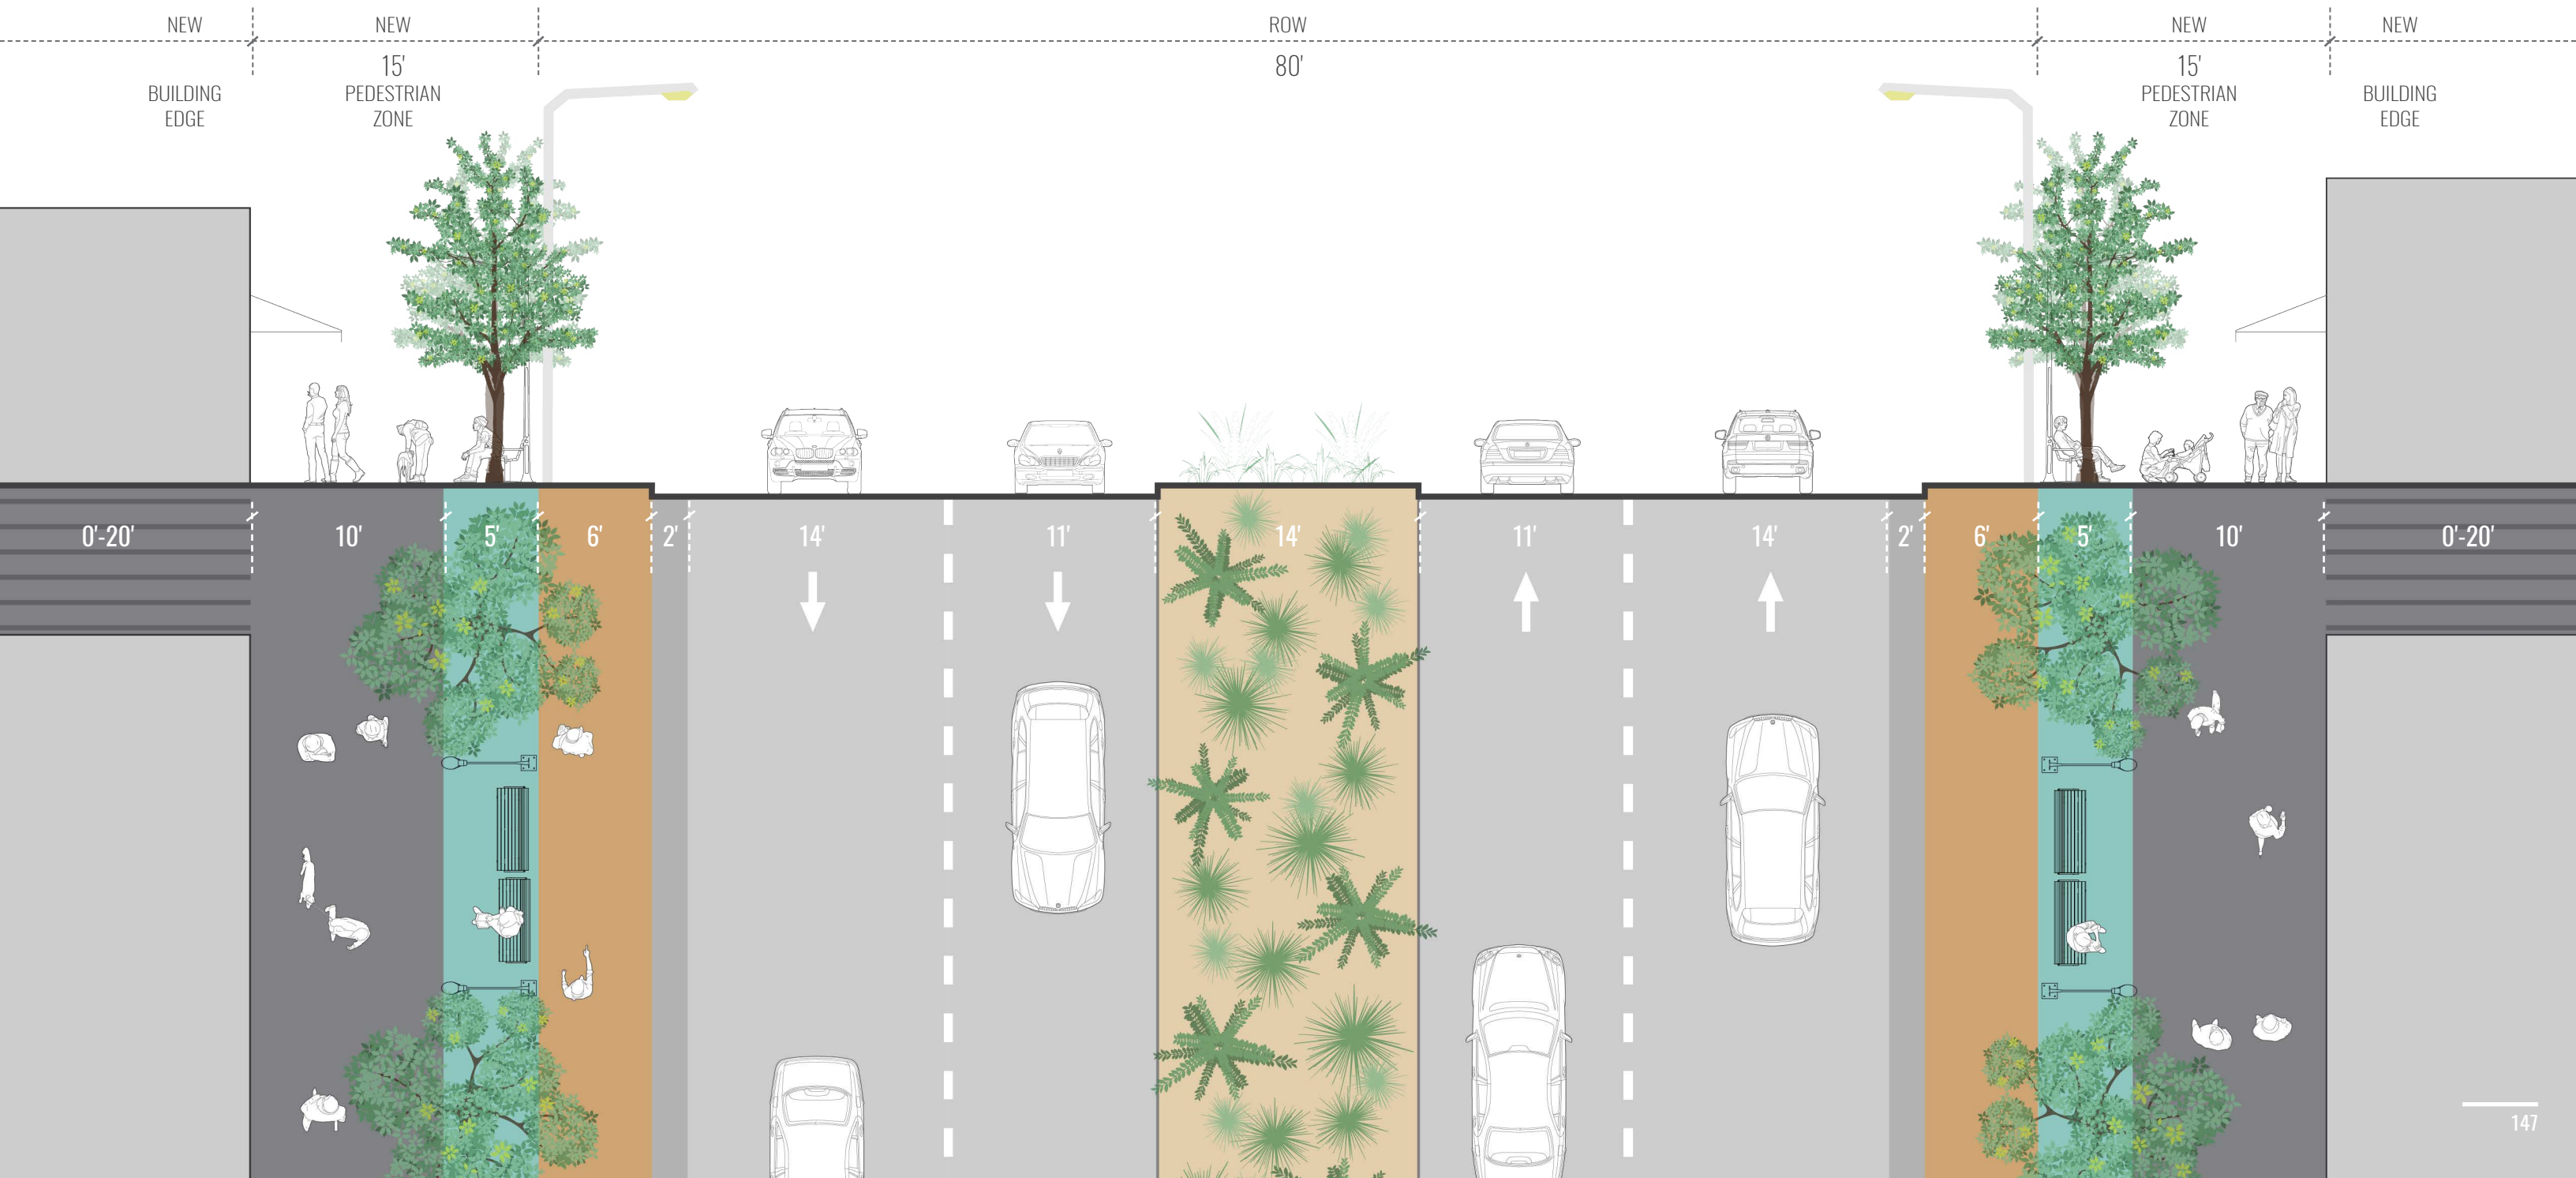 NEW NEW ROW NEW NEW
15' 80' 15'
BUILDING PEDESTRIAN PEDESTRIAN BUILDING
EDGE ZONE ZONE EDGE
0'-20' 10' 5' 6' 2' 14' 11' 14' 11' 14' 2' 6' 5' 10' 0'-20'
147